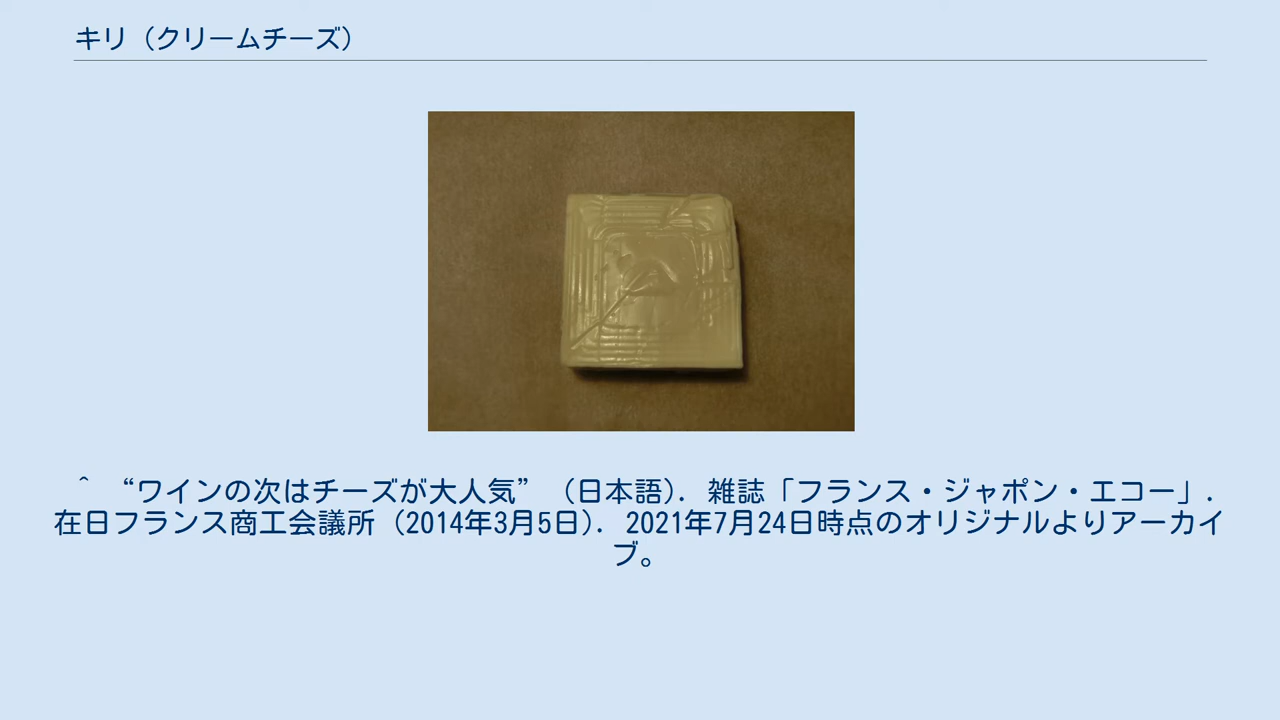 キリ（クリームチーズ）
^ “ワインの次はチーズが大人気” （日本語）. 雑誌「フランス・ジャポン・エコー」.
在日フランス商工会議所（2014年3月5日）. 2021年7月24日時点のオリジナルよりアーカイ
ブ。